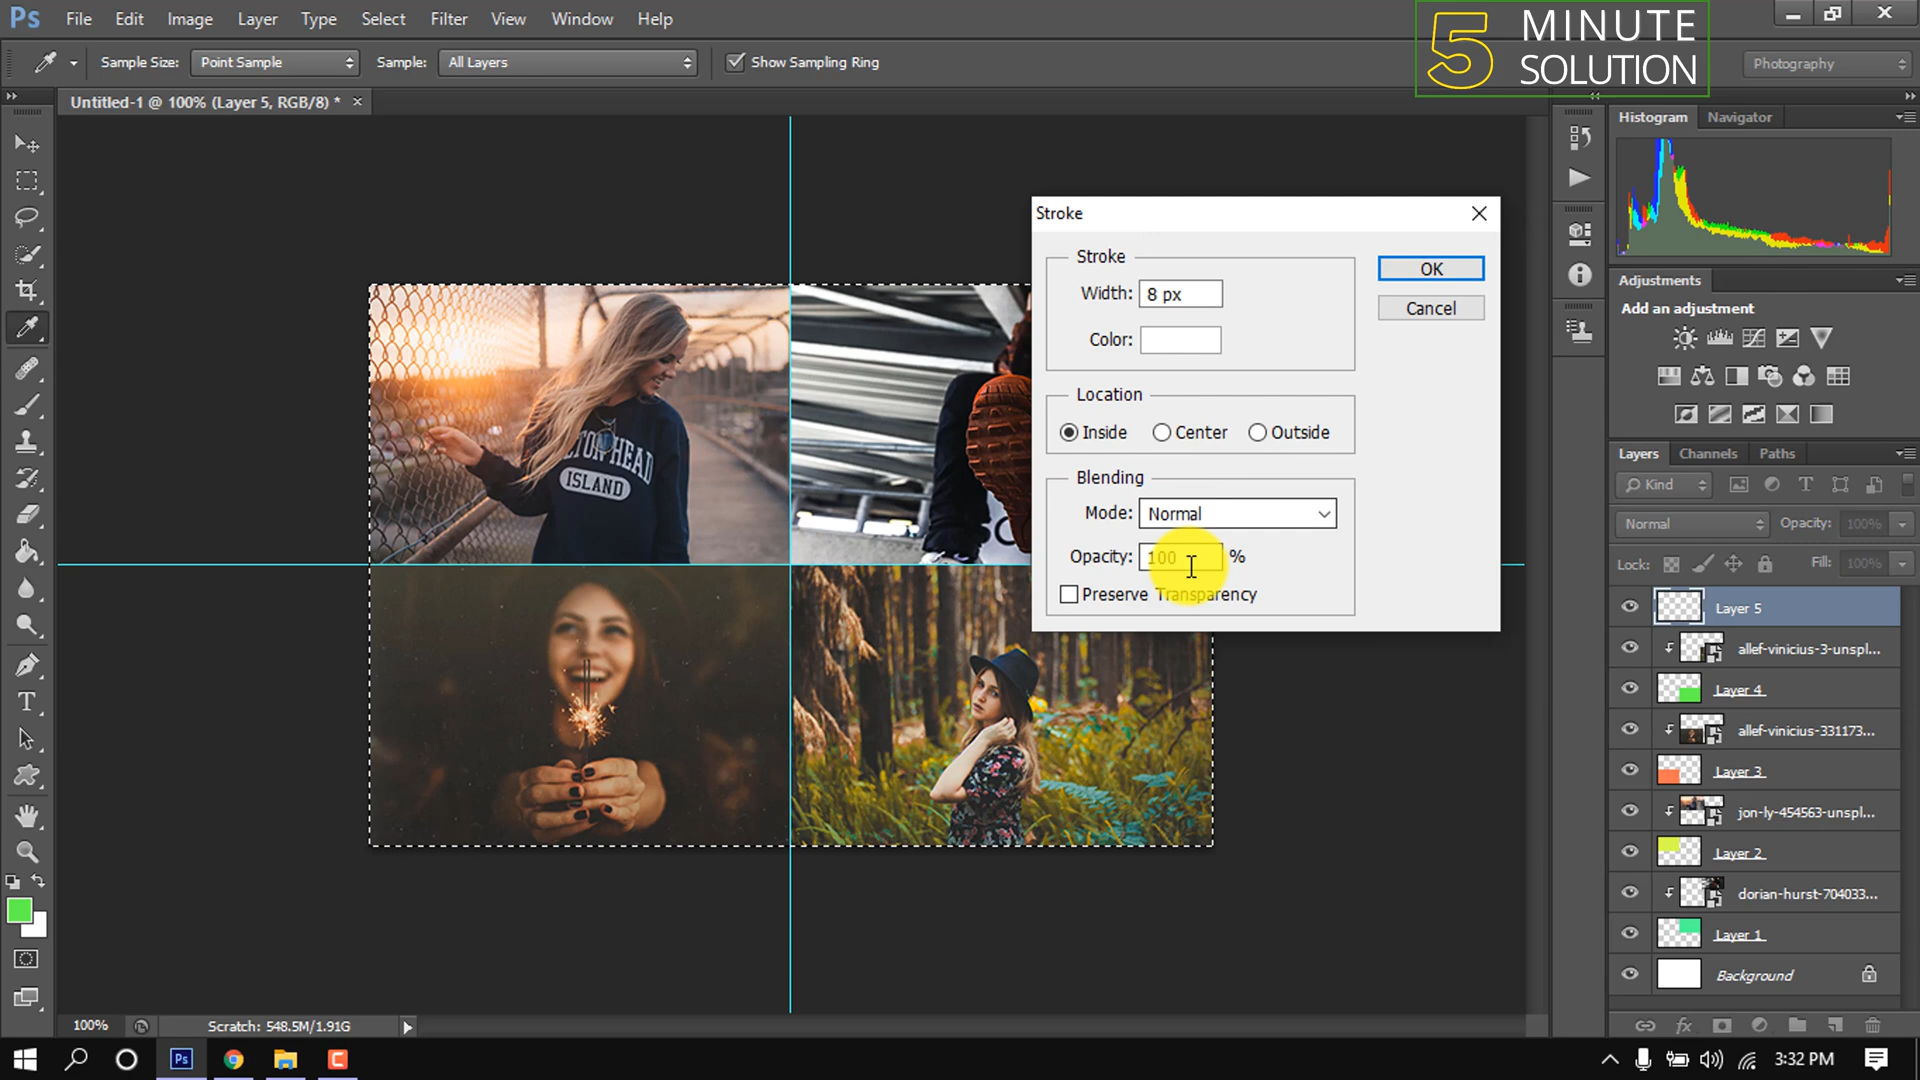 Ps File Edit Image Layer Type Select Filter View Window Help
5 MINUTE SOLUTION
Sample Size: Point Sample Sample: All Layers Show Sampling Ring
Photography
Untitled-1 @ 100% (Layer 5, RGB/8) * ×
Histogram Navigator
Stroke
Stroke
Width: 8 px
Color:
OK
Cancel
Location
Inside Center Outside
Blending
Mode: Normal
Opacity: 100 %
Preserve Transparency
TON HEAD
ISLAND
Adjustments
Add an adjustment
Layers Channels Paths
Kind
Normal Opacity: 100%
Lock: Fill: 100%
Layer 5
allef-vinicius-3-unspl...
Layer 4
allef-vinicius-331173...
Layer 3
jon-ly-454563-unspl...
Layer 2
dorian-hurst-704033...
Layer 1
Background
fx
100% Scratch: 548.5M/1.91G
Ps
3:32 PM